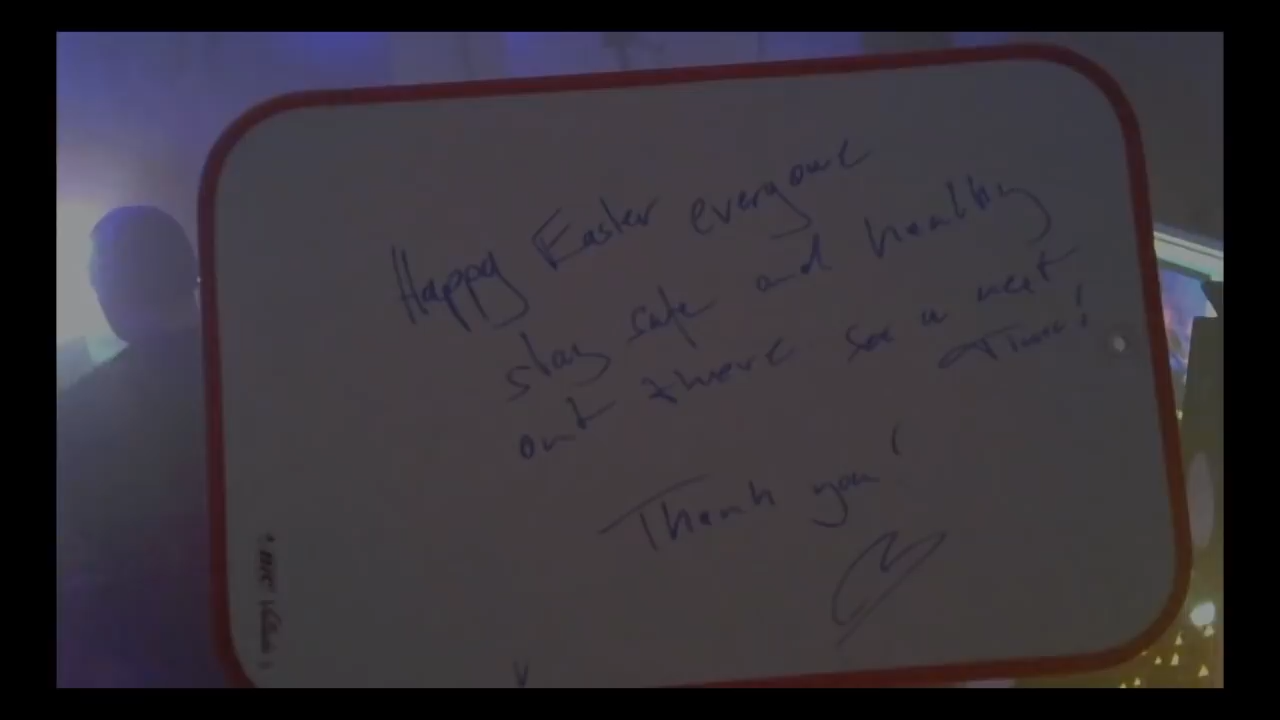 Happy Easter everyone
stay safe and healthy
out there see u next
Time!
Thank you!